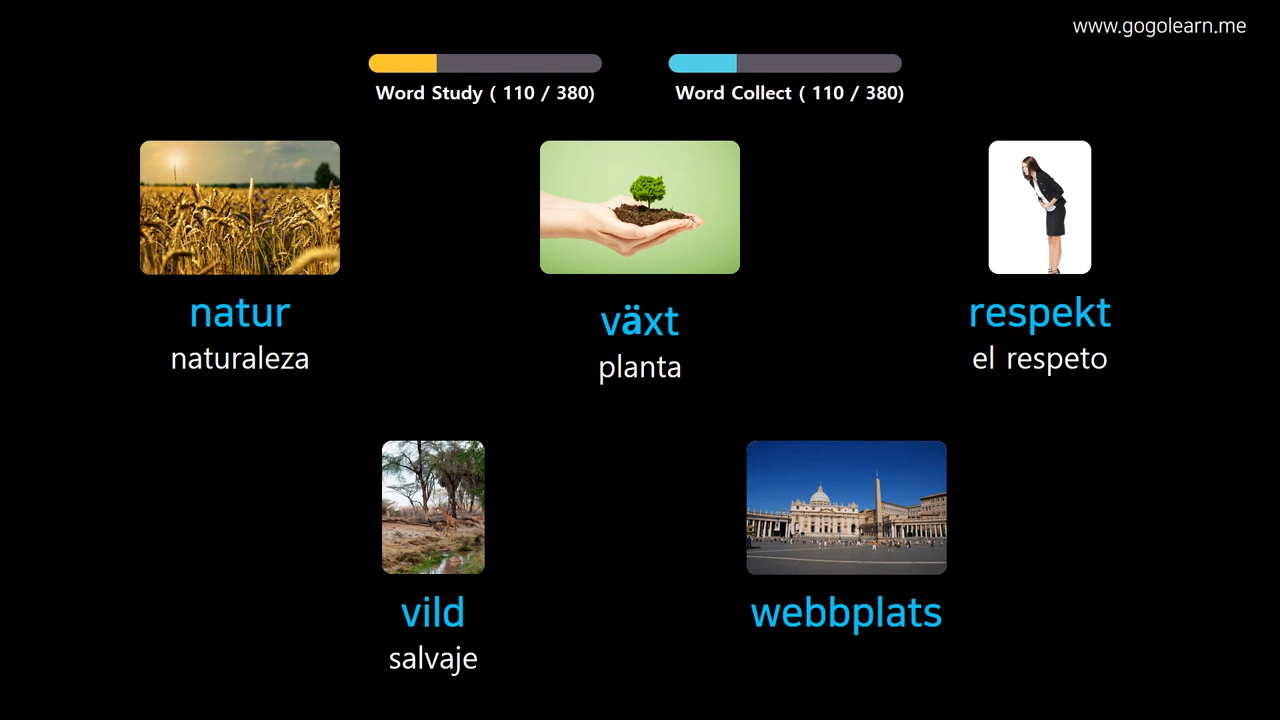 www.gogolearn.me
Word Study ( 110 / 380)
Word Collect ( 110 / 380)
natur
naturaleza
växt
planta
respekt
el respeto
vild
salvaje
webbplats